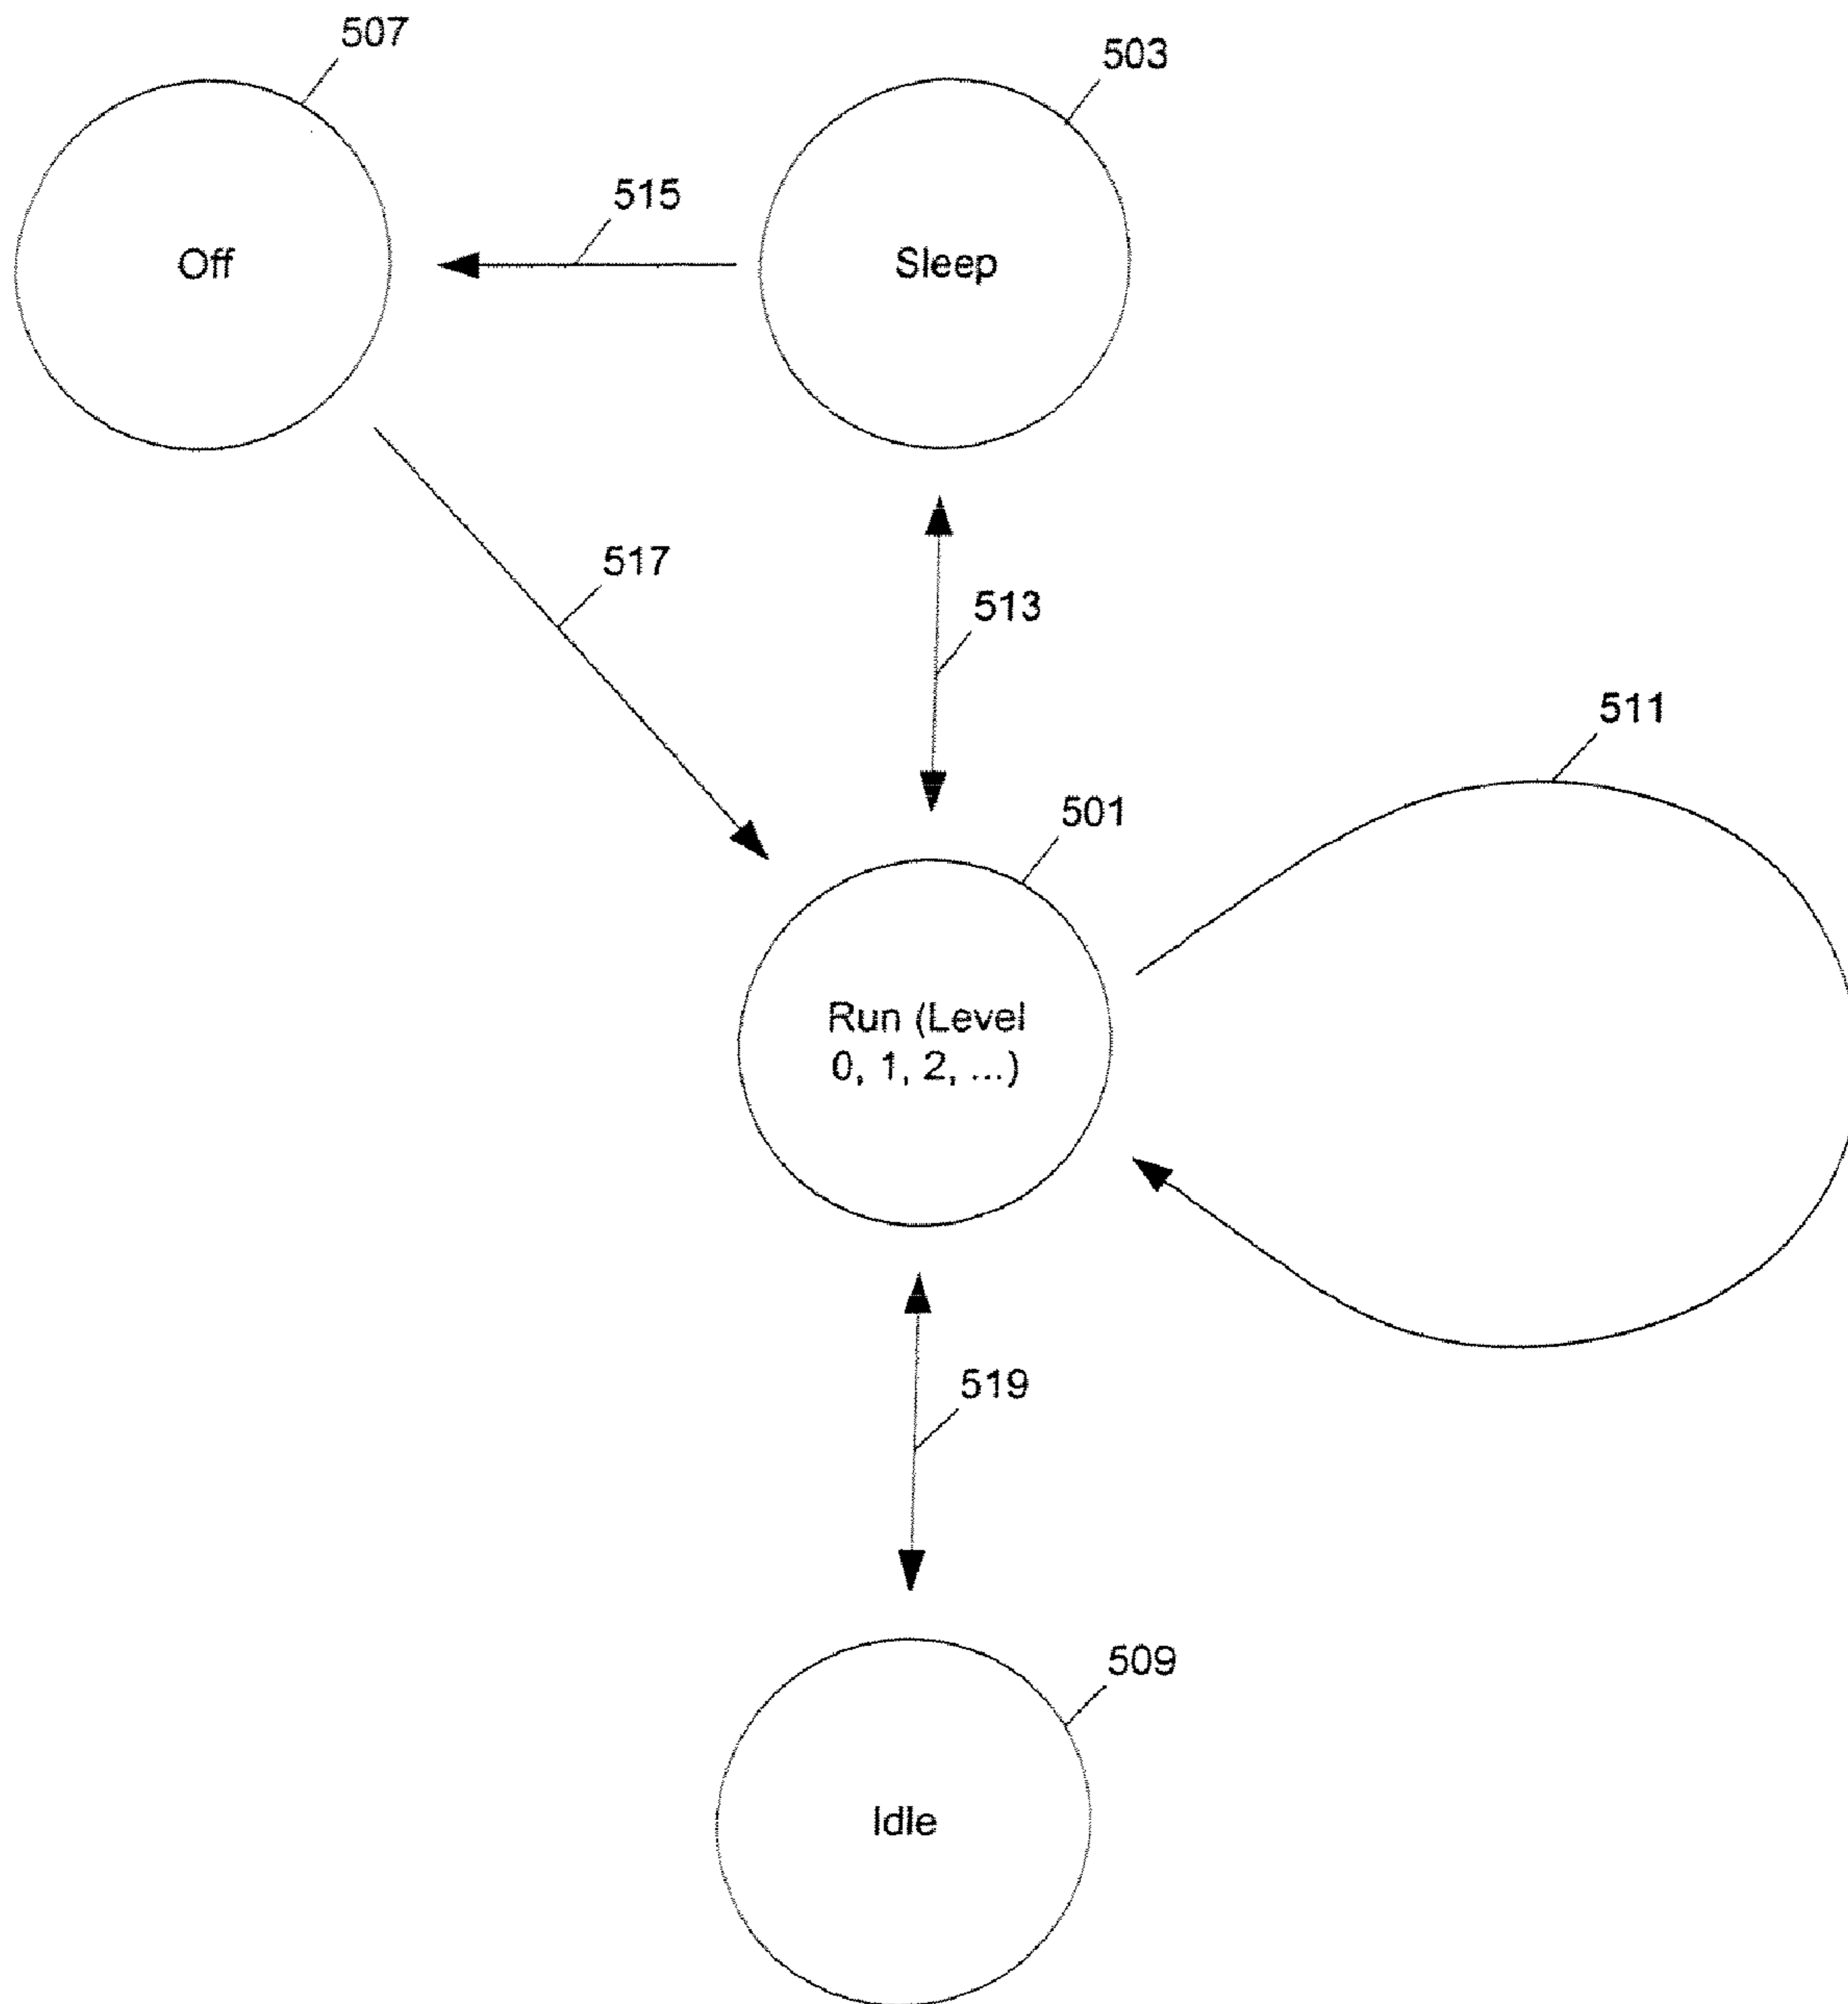 507
503
515
Off
Sleep
517
513
511
501
Run (Level
0, 1, 2, ...)
519
509
Idle